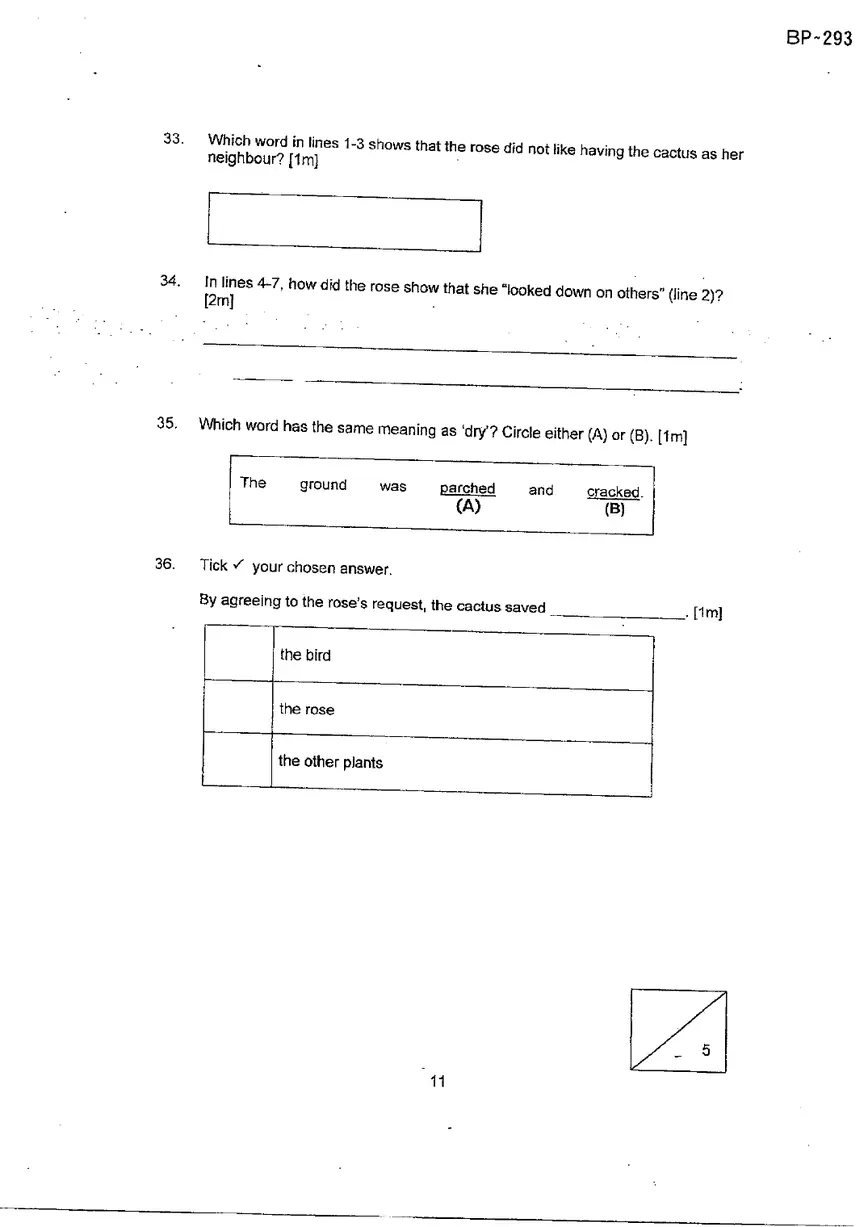 BP-293
33. Which word in lines 1-3 shows that the rose did not like having the cactus as her
neighbour? [1m]
34. In lines 4-7, how did the rose show that she "looked down on others" (line 2)?
[2m]
35. Which word has the same meaning as 'dry'? Circle either (A) or (B). [1m]
The ground was parched and cracked.
(A) (B)
36. Tick ✓ your chosen answer.
By agreeing to the rose's request, the cactus saved ________________. [1m]
the bird
the rose
the other plants
5
11